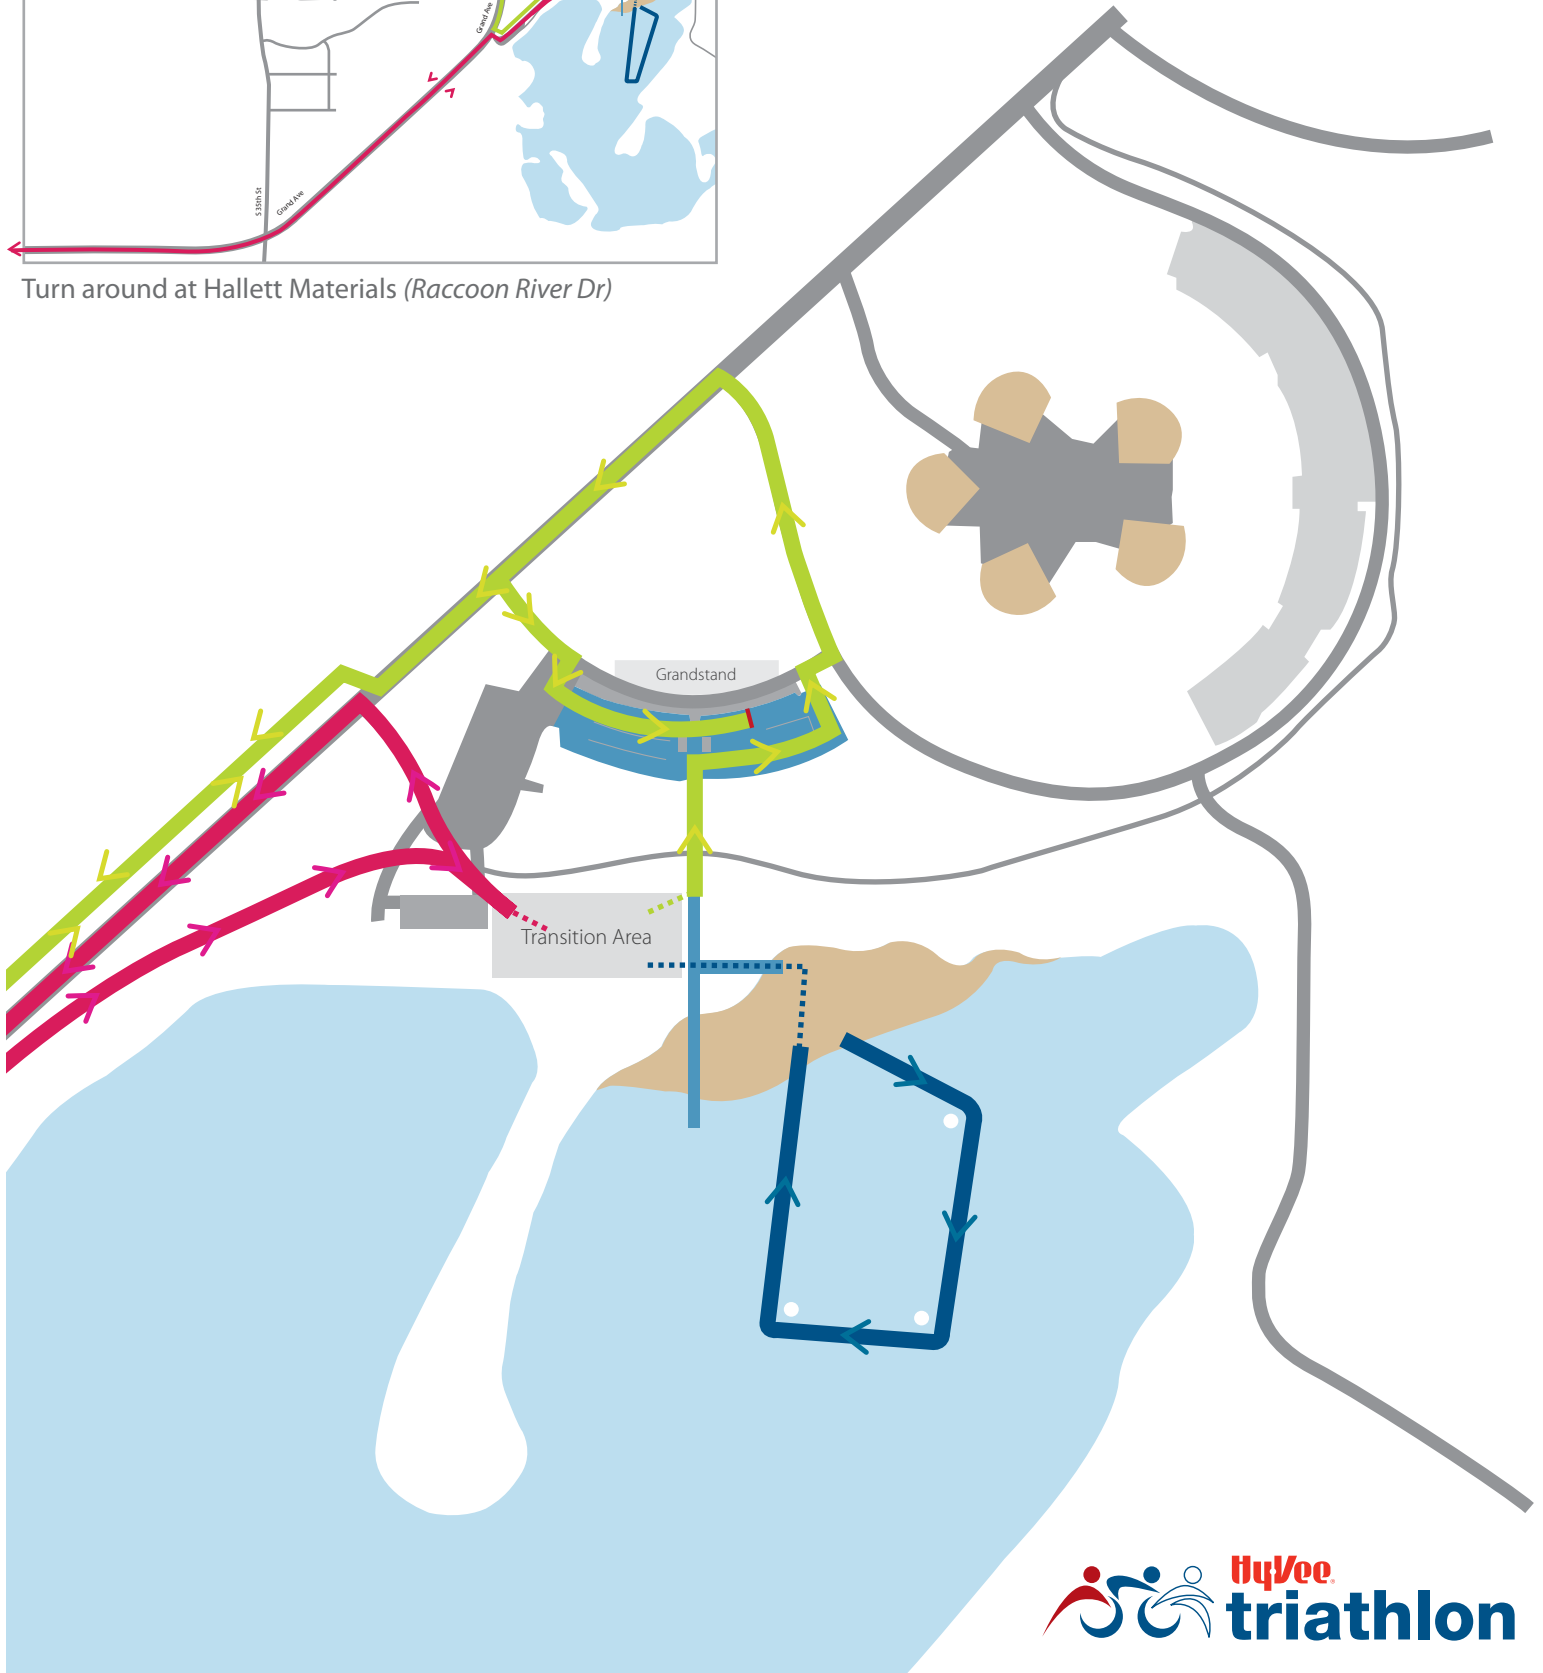 Grand Ave
S 35th St
Grand Ave
Turn around at Hallett Materials (Raccoon River Dr)
Grandstand
Transition Area
HyVee®
triathlon